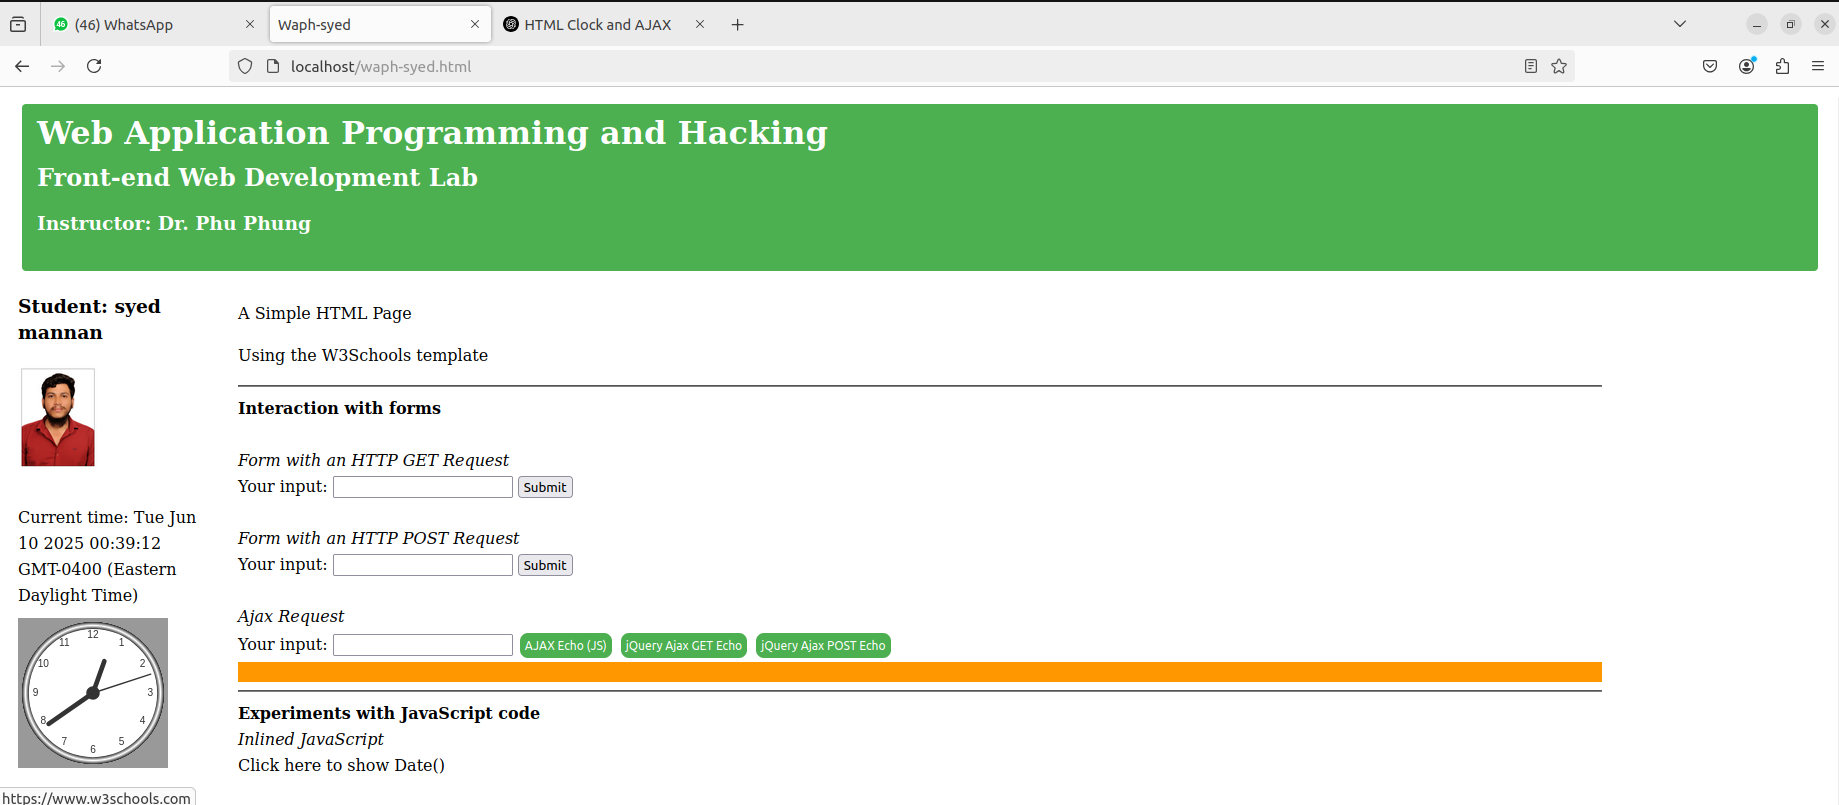 (46) WhatsApp
Waph-syed
HTML Clock and AJAX
localhost/waph-syed.html
Web Application Programming and Hacking
Front-end Web Development Lab
Instructor: Dr. Phu Phung
Student: syed
mannan
Current time: Tue Jun
10 2025 00:39:12
GMT-0400 (Eastern
Daylight Time)
12
11 1
10 2
9 3
8 4
7 5
6
https://www.w3schools.com
A Simple HTML Page
Using the W3Schools template
Interaction with forms
Form with an HTTP GET Request
Your input: Submit
Form with an HTTP POST Request
Your input: Submit
Ajax Request
Your input: AJAX Echo (JS) jQuery Ajax GET Echo jQuery Ajax POST Echo
Experiments with JavaScript code
Inlined JavaScript
Click here to show Date()